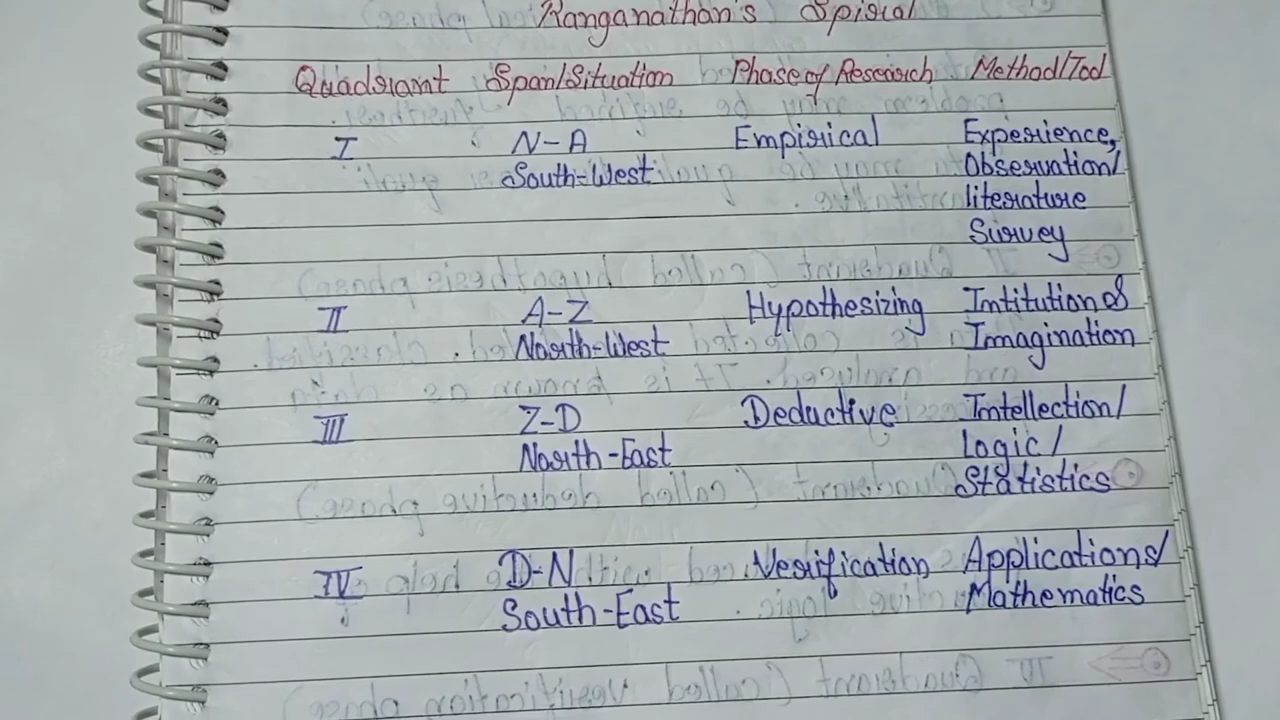 Ranganathan's Spiral
Quadrant Span/Situation Phase of Research Method/Tool
I N-A Empirical Experience,
South-West Observation/
literature
Survey
II A-Z Hypothesizing Intitution &
North-West Imagination
III Z-D Deductive Intellection/
North-East Logic/
Statistics
IV D-N Verification Applications/
South-East Mathematics